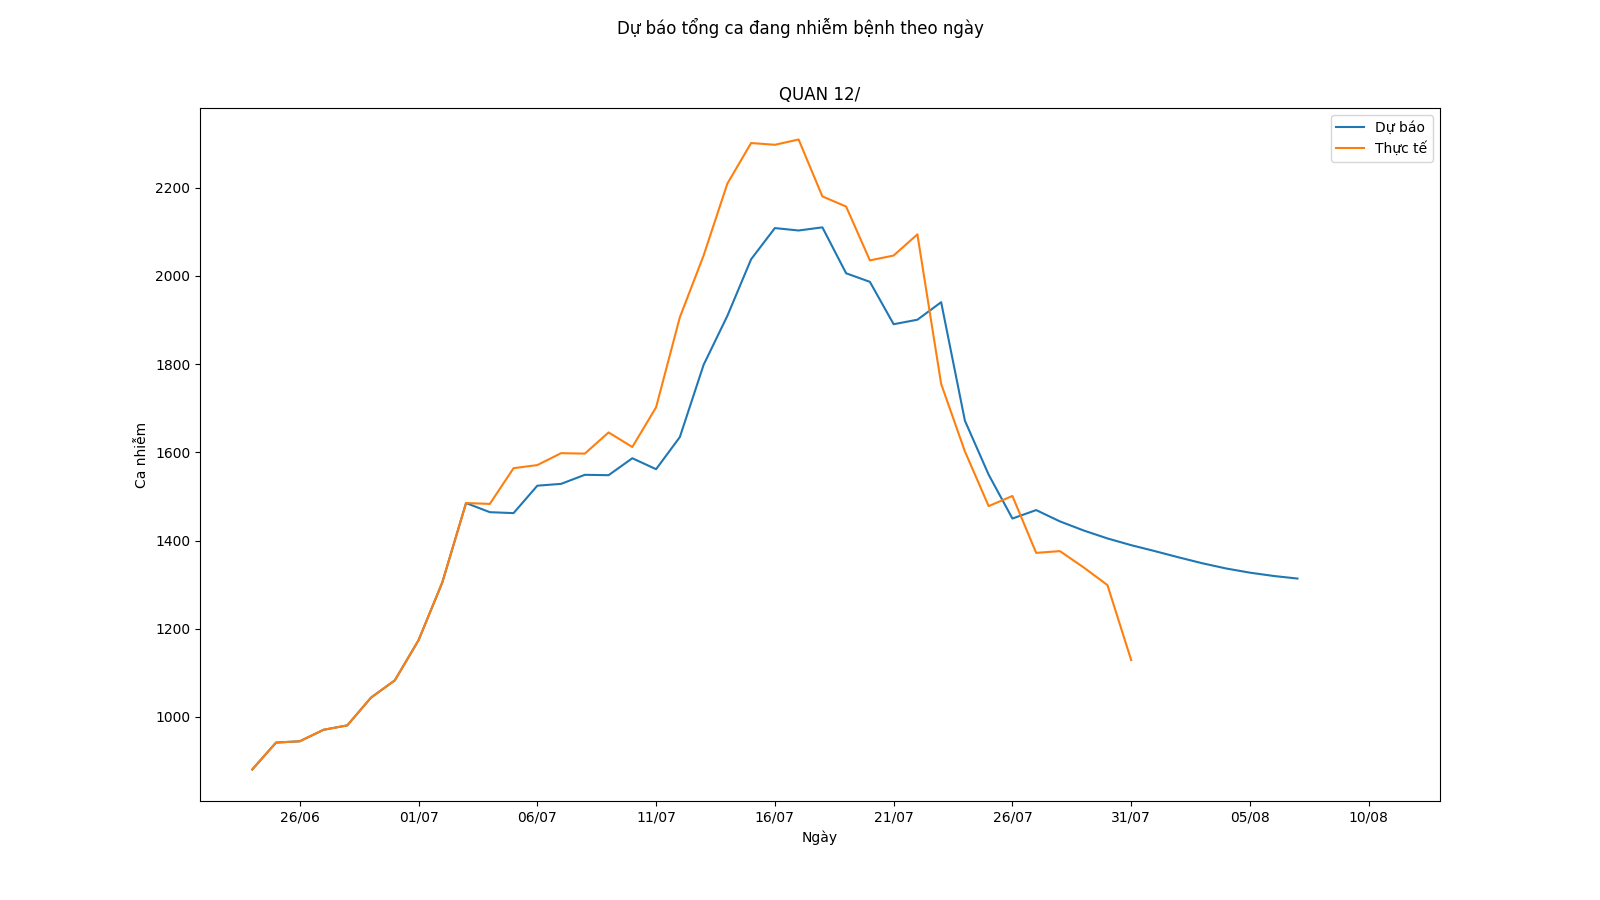 Dự báo tổng ca đang nhiễm bệnh theo ngày
QUAN 12/
Dự báo
Thực tế
2200
2000
1800
1600
1400
1200
1000
Ca nhiễm
26/06
01/07
06/07
11/07
16/07
21/07
26/07
31/07
05/08
10/08
Ngày